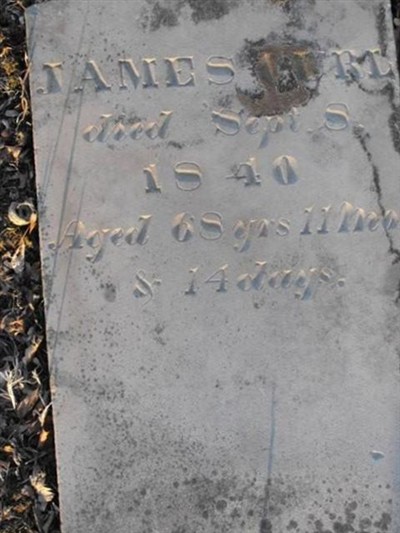 JAMES
died Sept. 8.
1840
Aged 68 yrs 11 mo
& 14 days.